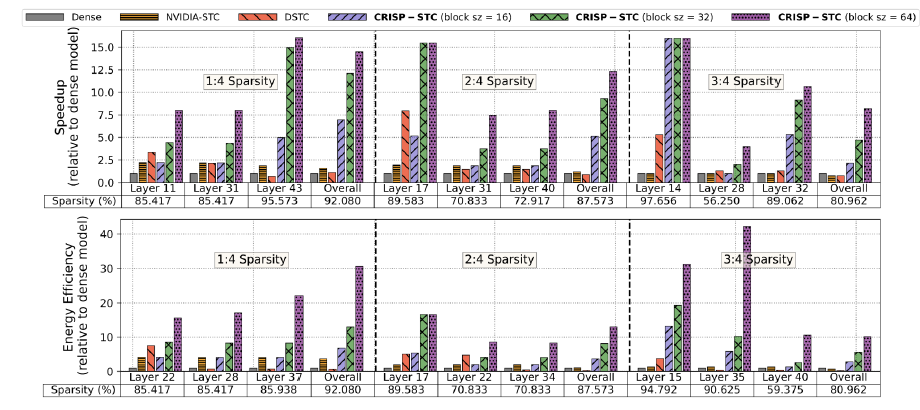 Dense NVIDIA-STC DSTC CRISP − STC (block sz = 16) CRISP − STC (block sz = 32) CRISP − STC (block sz = 64)
Speedup
(relative to dense model)
15.0
12.5
10.0
7.5
5.0
2.5
0.0
1:4 Sparsity 2:4 Sparsity 3:4 Sparsity
Layer 11 Layer 31 Layer 43 Overall Layer 17 Layer 31 Layer 40 Overall Layer 14 Layer 28 Layer 32 Overall
Sparsity (%) 85.417 85.417 95.573 92.080 89.583 70.833 72.917 87.573 97.656 56.250 89.062 80.962
Energy Efficiency
(relative to dense model)
40
30
20
10
0
1:4 Sparsity 2:4 Sparsity 3:4 Sparsity
Layer 22 Layer 28 Layer 37 Overall Layer 17 Layer 22 Layer 34 Overall Layer 15 Layer 35 Layer 40 Overall
Sparsity (%) 85.417 85.417 85.938 92.080 89.583 70.833 70.833 87.573 94.792 90.625 59.375 80.962